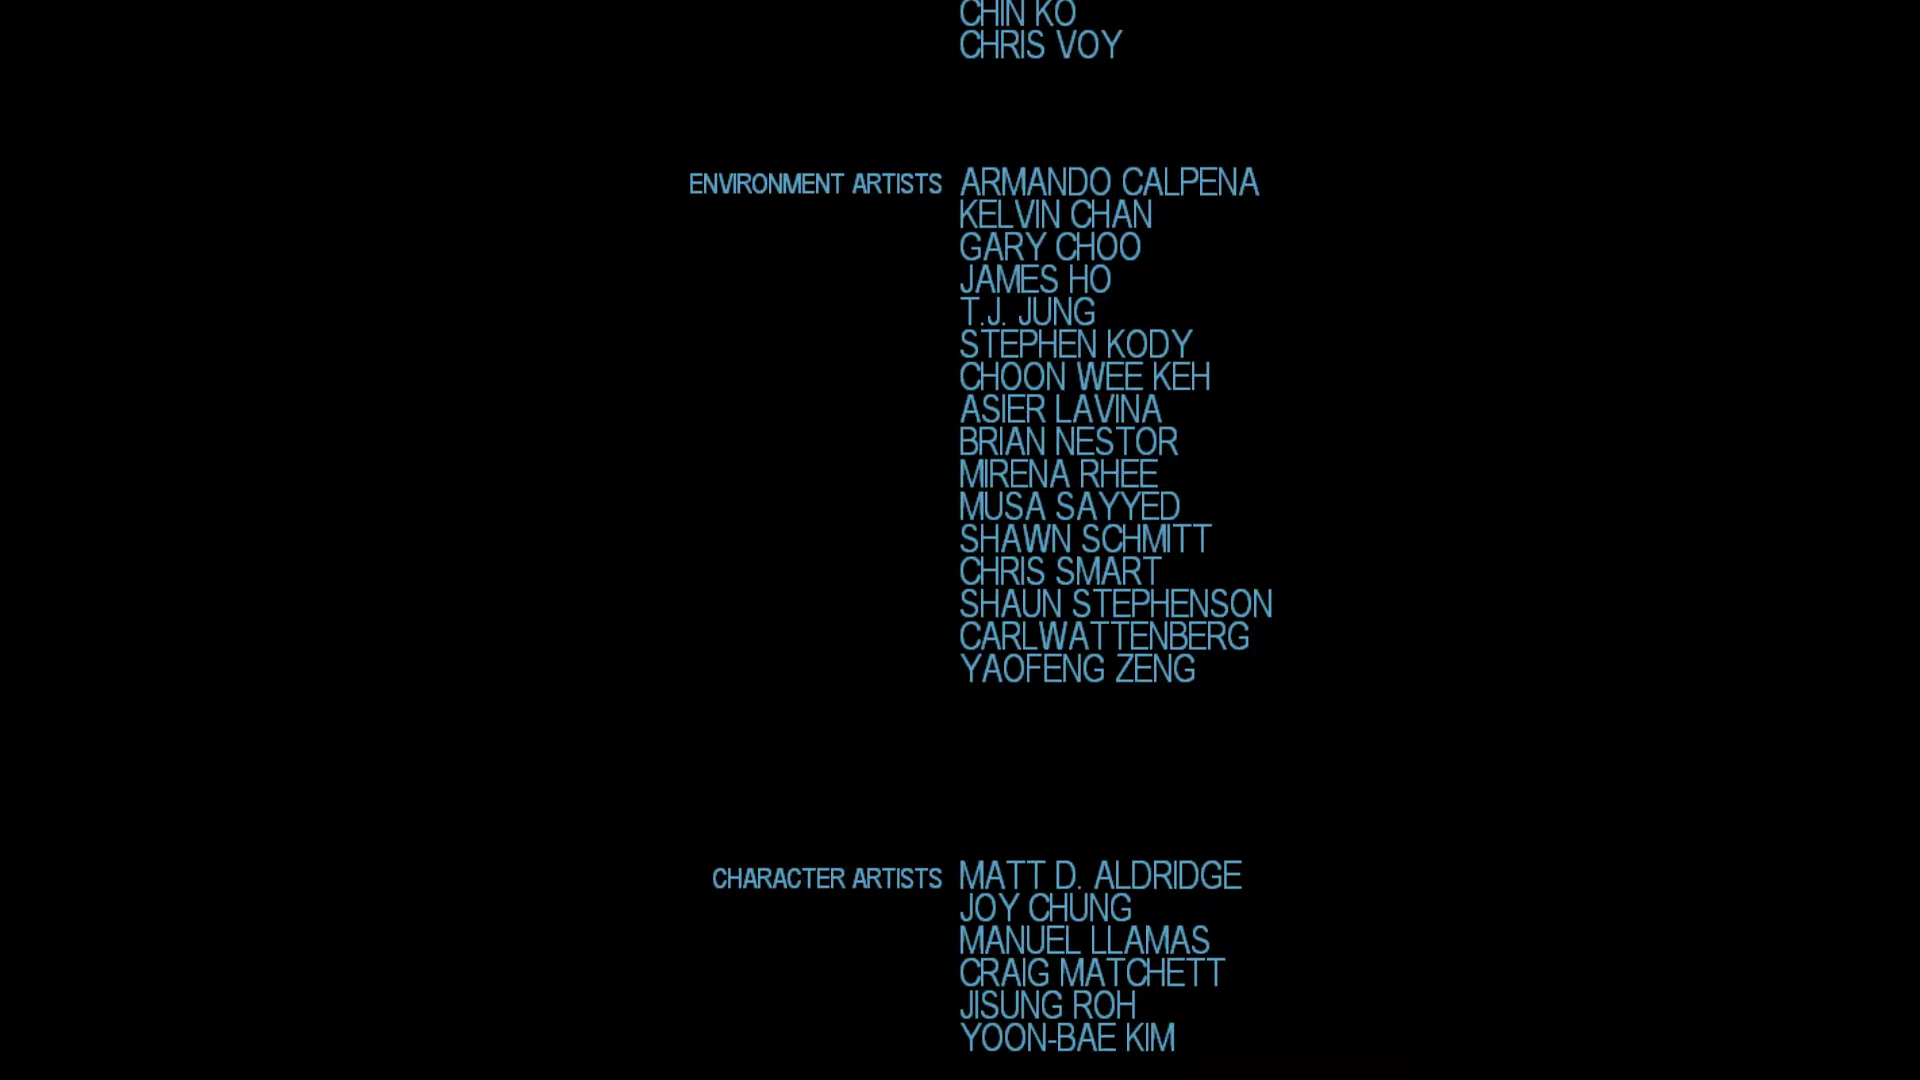 CHIN KO
CHRIS VOY
ENVIRONMENT ARTISTS ARMANDO CALPENA
KELVIN CHAN
GARY CHOO
JAMES HO
T.J. JUNG
STEPHEN KODY
CHOON WEE KEH
ASIER LAVINA
BRIAN NESTOR
MIRENA RHEE
MUSA SAYYED
SHAWN SCHMITT
CHRIS SMART
SHAUN STEPHENSON
CARLWATTENBERG
YAOFENG ZENG
CHARACTER ARTISTS MATT D. ALDRIDGE
JOY CHUNG
MANUEL LLAMAS
CRAIG MATCHETT
JISUNG ROH
YOON-BAE KIM